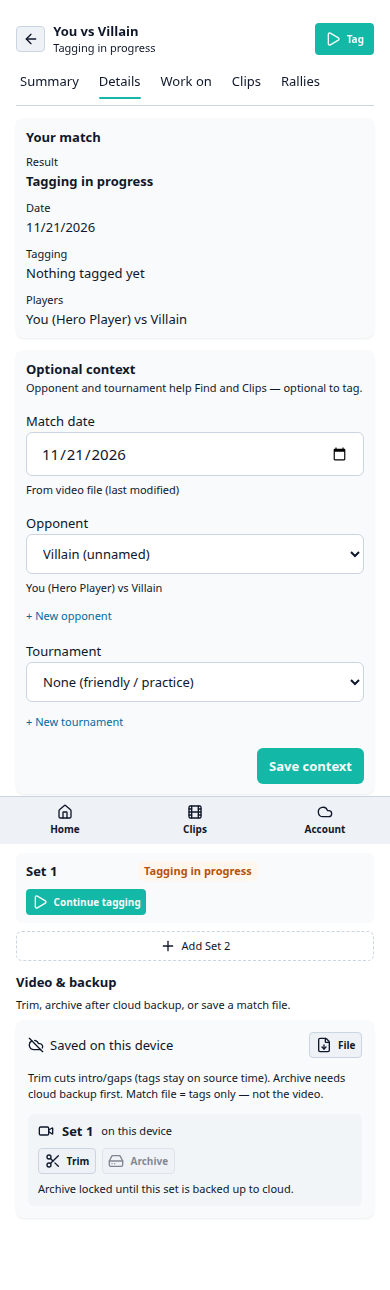 You vs Villain
Tagging in progress
Tag
Summary
Details
Work on
Clips
Rallies
Your match
Result
Tagging in progress
Date
11/21/2026
Tagging
Nothing tagged yet
Players
You (Hero Player) vs Villain
Optional context
Opponent and tournament help Find and Clips — optional to tag.
Match date
11/21/2026
From video file (last modified)
Opponent
Villain (unnamed)
You (Hero Player) vs Villain
+ New opponent
Tournament
None (friendly / practice)
+ New tournament
Save context
Home
Clips
Account
Set 1
Tagging in progress
Continue tagging
Add Set 2
Video & backup
Trim, archive after cloud backup, or save a match file.
Saved on this device
File
Trim cuts intro/gaps (tags stay on source time). Archive needs
cloud backup first. Match file = tags only — not the video.
Set 1 on this device
Trim
Archive
Archive locked until this set is backed up to cloud.